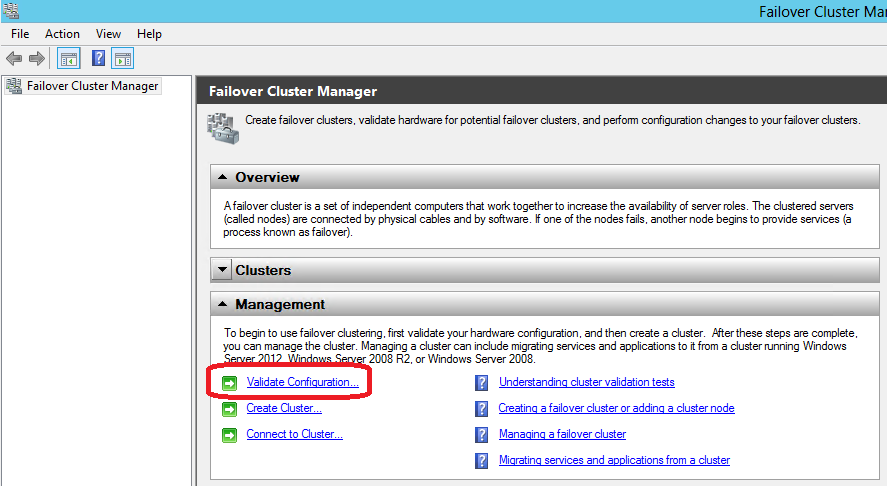 Failover Cluster Mar
File Action View Help
Failover Cluster Manager
Failover Cluster Manager
Create failover clusters, validate hardware for potential failover clusters, and perform configuration changes to your failover clusters.
Overview
A failover cluster is a set of independent computers that work together to increase the availability of server roles. The clustered servers
(called nodes) are connected by physical cables and by software. If one of the nodes fails, another node begins to provide services (a
process known as failover).
Clusters
Management
To begin to use failover clustering, first validate your hardware configuration, and then create a cluster. After these steps are complete,
you can manage the cluster. Managing a cluster can include migrating services and applications to it from a cluster running Windows
Server 2012, Windows Server 2008 R2, or Windows Server 2008.
Validate Configuration...
Understanding cluster validation tests
Create Cluster...
Creating a failover cluster or adding a cluster node
Connect to Cluster...
Managing a failover cluster
Migrating services and applications from a cluster